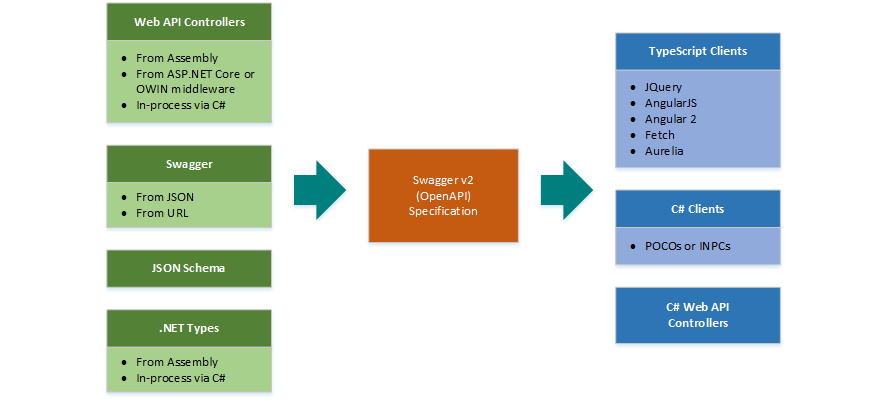 Web API Controllers
● From Assembly
● From ASP.NET Core or
OWIN middleware
● In-process via C#
Swagger
● From JSON
● From URL
JSON Schema
.NET Types
● From Assembly
● In-process via C#
Swagger v2
(OpenAPI)
Specification
TypeScript Clients
● JQuery
● AngularJS
● Angular 2
● Fetch
● Aurelia
C# Clients
● POCOs or INPCs
C# Web API
Controllers